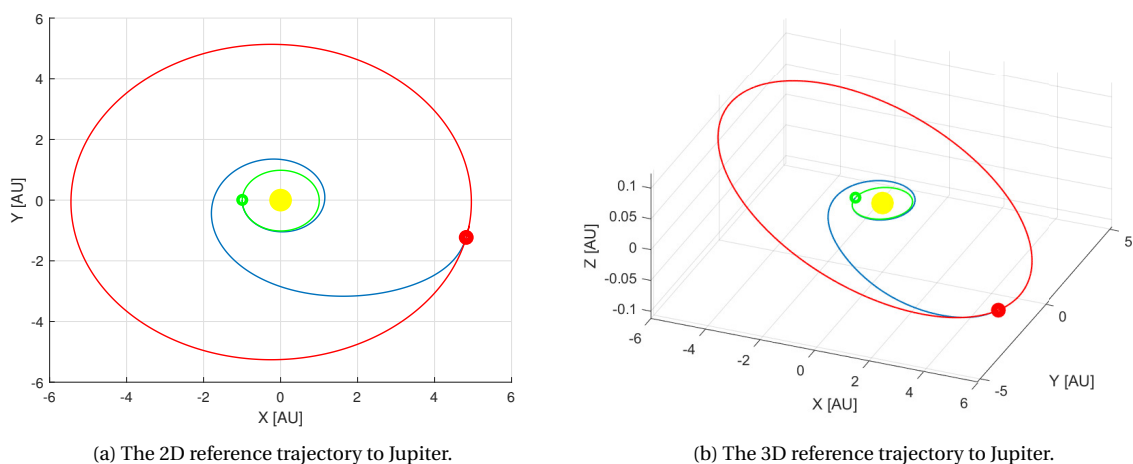 6
4
2
0
-2
-4
-6
Y [AU]
-6 -4 -2 0 2 4 6
X [AU]
(a) The 2D reference trajectory to Jupiter.
0.1
0.05
0
-0.05
-0.1
Z [AU]
-6 -4 -2 0 2 4 6
X [AU]
-5 0 5
Y [AU]
(b) The 3D reference trajectory to Jupiter.